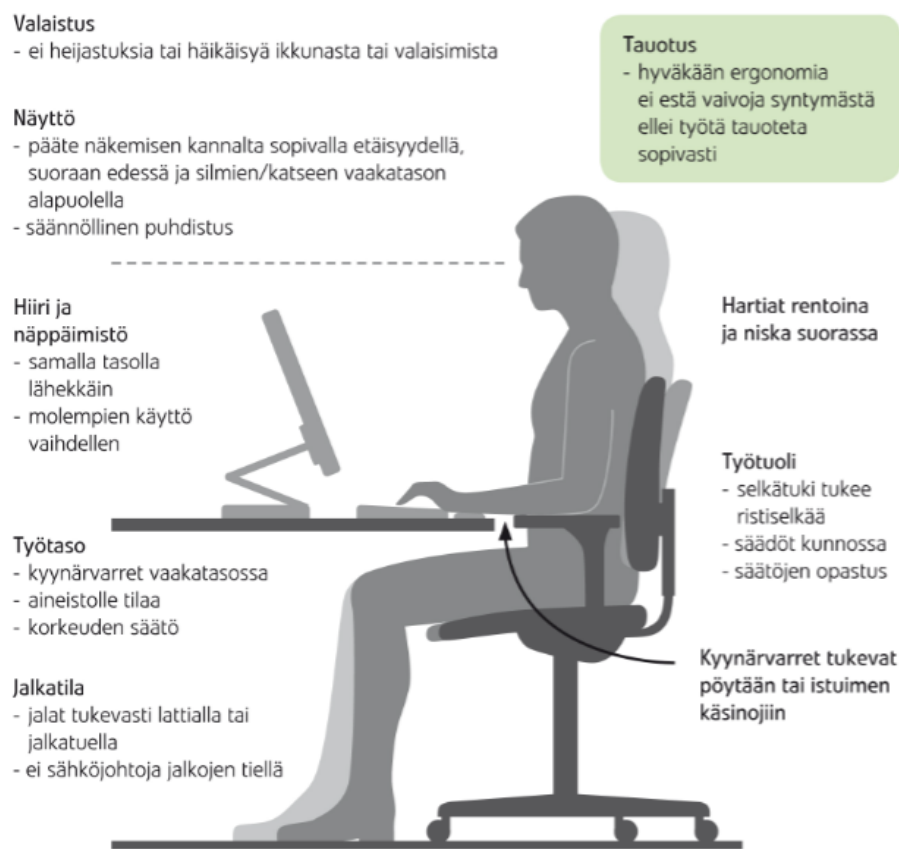 Valaistus
- ei heijastuksia tai häikäisyä ikkunasta tai valaisimista
Tauotus
- hyväkään ergonomia
ei estä vaivoja syntymästä
ellei työtä tauoteta
sopivasti
Näyttö
- pääte näkemisen kannalta sopivalla etäisyydellä,
suoraan edessä ja silmien/katseen vaakatason
alapuolella
- säännöllinen puhdistus
Hiiri ja
näppäimistö
- samalla tasolla
lähekkäin
- molempien käyttö
vaihdellen
Hartiat rentoina
ja niska suorassa
Työtuoli
- selkätuki tukee
ristiselkää
- säädöt kunnossa
- säätöjen opastus
Työtaso
- kyynärvarret vaakatasossa
- aineistolle tilaa
- korkeuden säätö
Kyynärvarret tukevat
pöytään tai istuimen
käsinojiin
Jalkatila
- jalat tukevasti lattialla tai
jalkatuella
- ei sähköjohtoja jalkojen tiellä